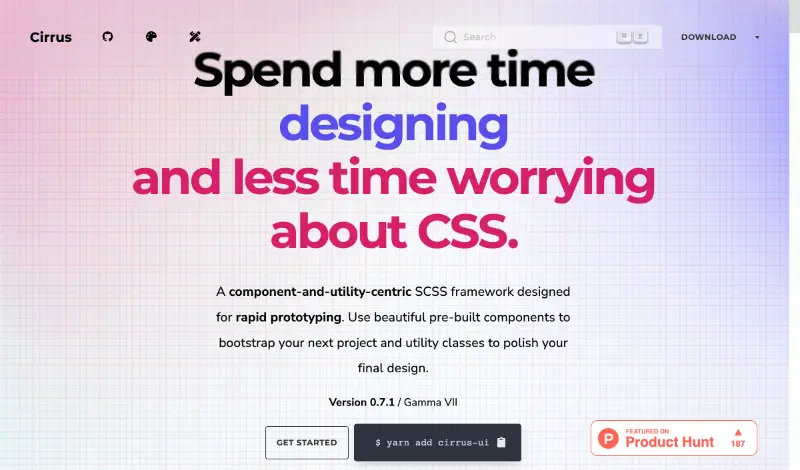 Cirrus
Search
⌘ K
DOWNLOAD
Spend more time
designing
and less time worrying
about CSS.
A component-and-utility-centric SCSS framework designed
for rapid prototyping. Use beautiful pre-built components to
bootstrap your next project and utility classes to polish your
final design.
Version 0.7.1 / Gamma VII
GET STARTED
$ yarn add cirrus-ui
P
FEATURED ON
Product Hunt
187